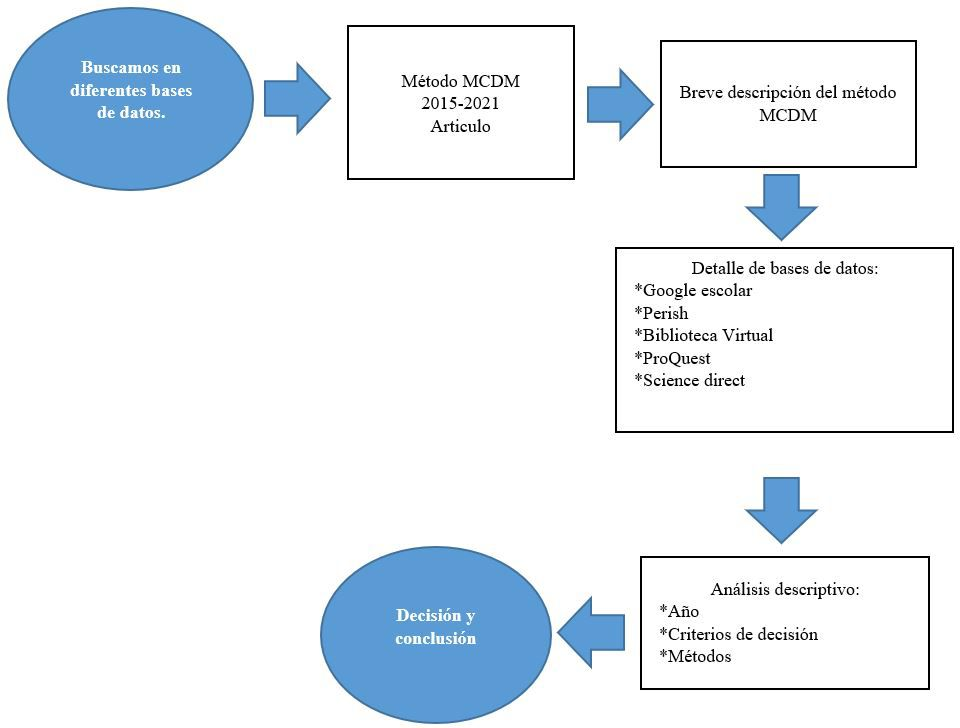 Buscamos en
diferentes bases
de datos.
Método MCDM
2015-2021
Articulo
Breve descripción del método
MCDM
Detalle de bases de datos:
*Google escolar
*Perish
*Biblioteca Virtual
*ProQuest
*Science direct
Análisis descriptivo:
*Año
*Criterios de decisión
*Métodos
Decisión y
conclusión